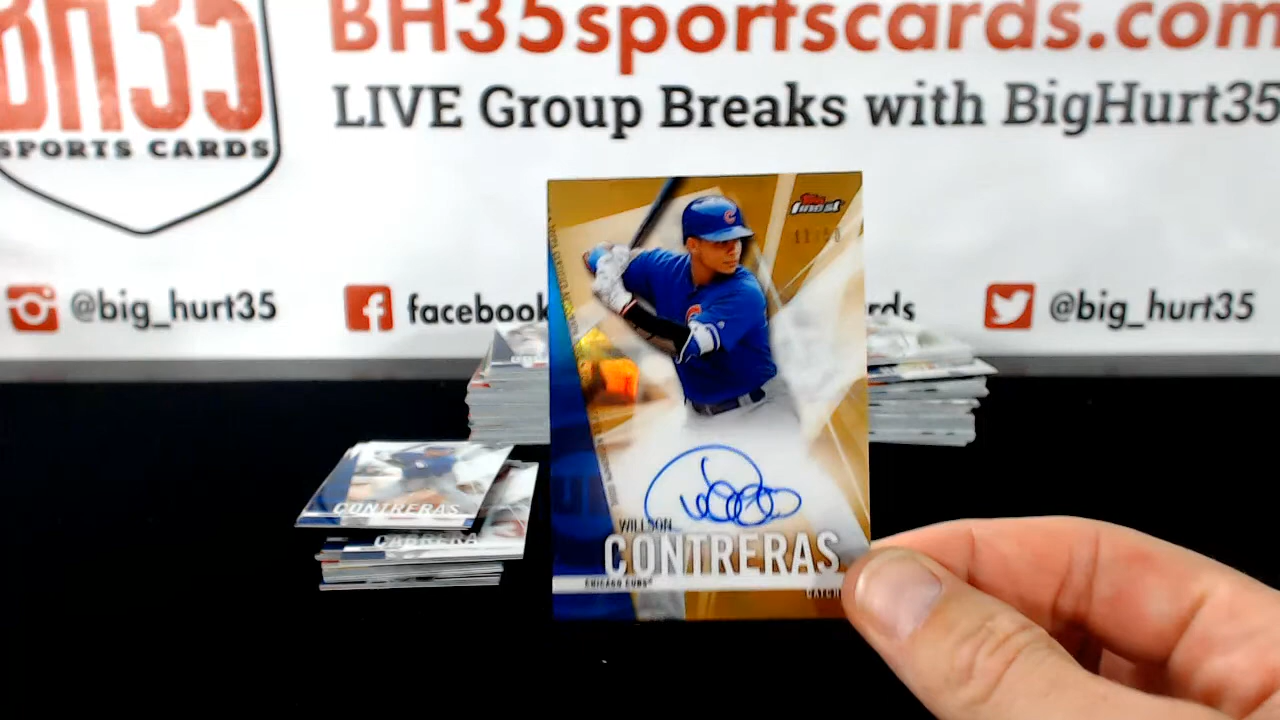 BH35sportscards.com
LIVE Group Breaks with BigHurt35
BH35
SPORTS CARDS
@big_hurt35
facebook
rds
@big_hurt35
Topps
finest
WILLSON
CONTRERAS
CHICAGO CUBS
CATCH
CONTRERAS
CABRERA